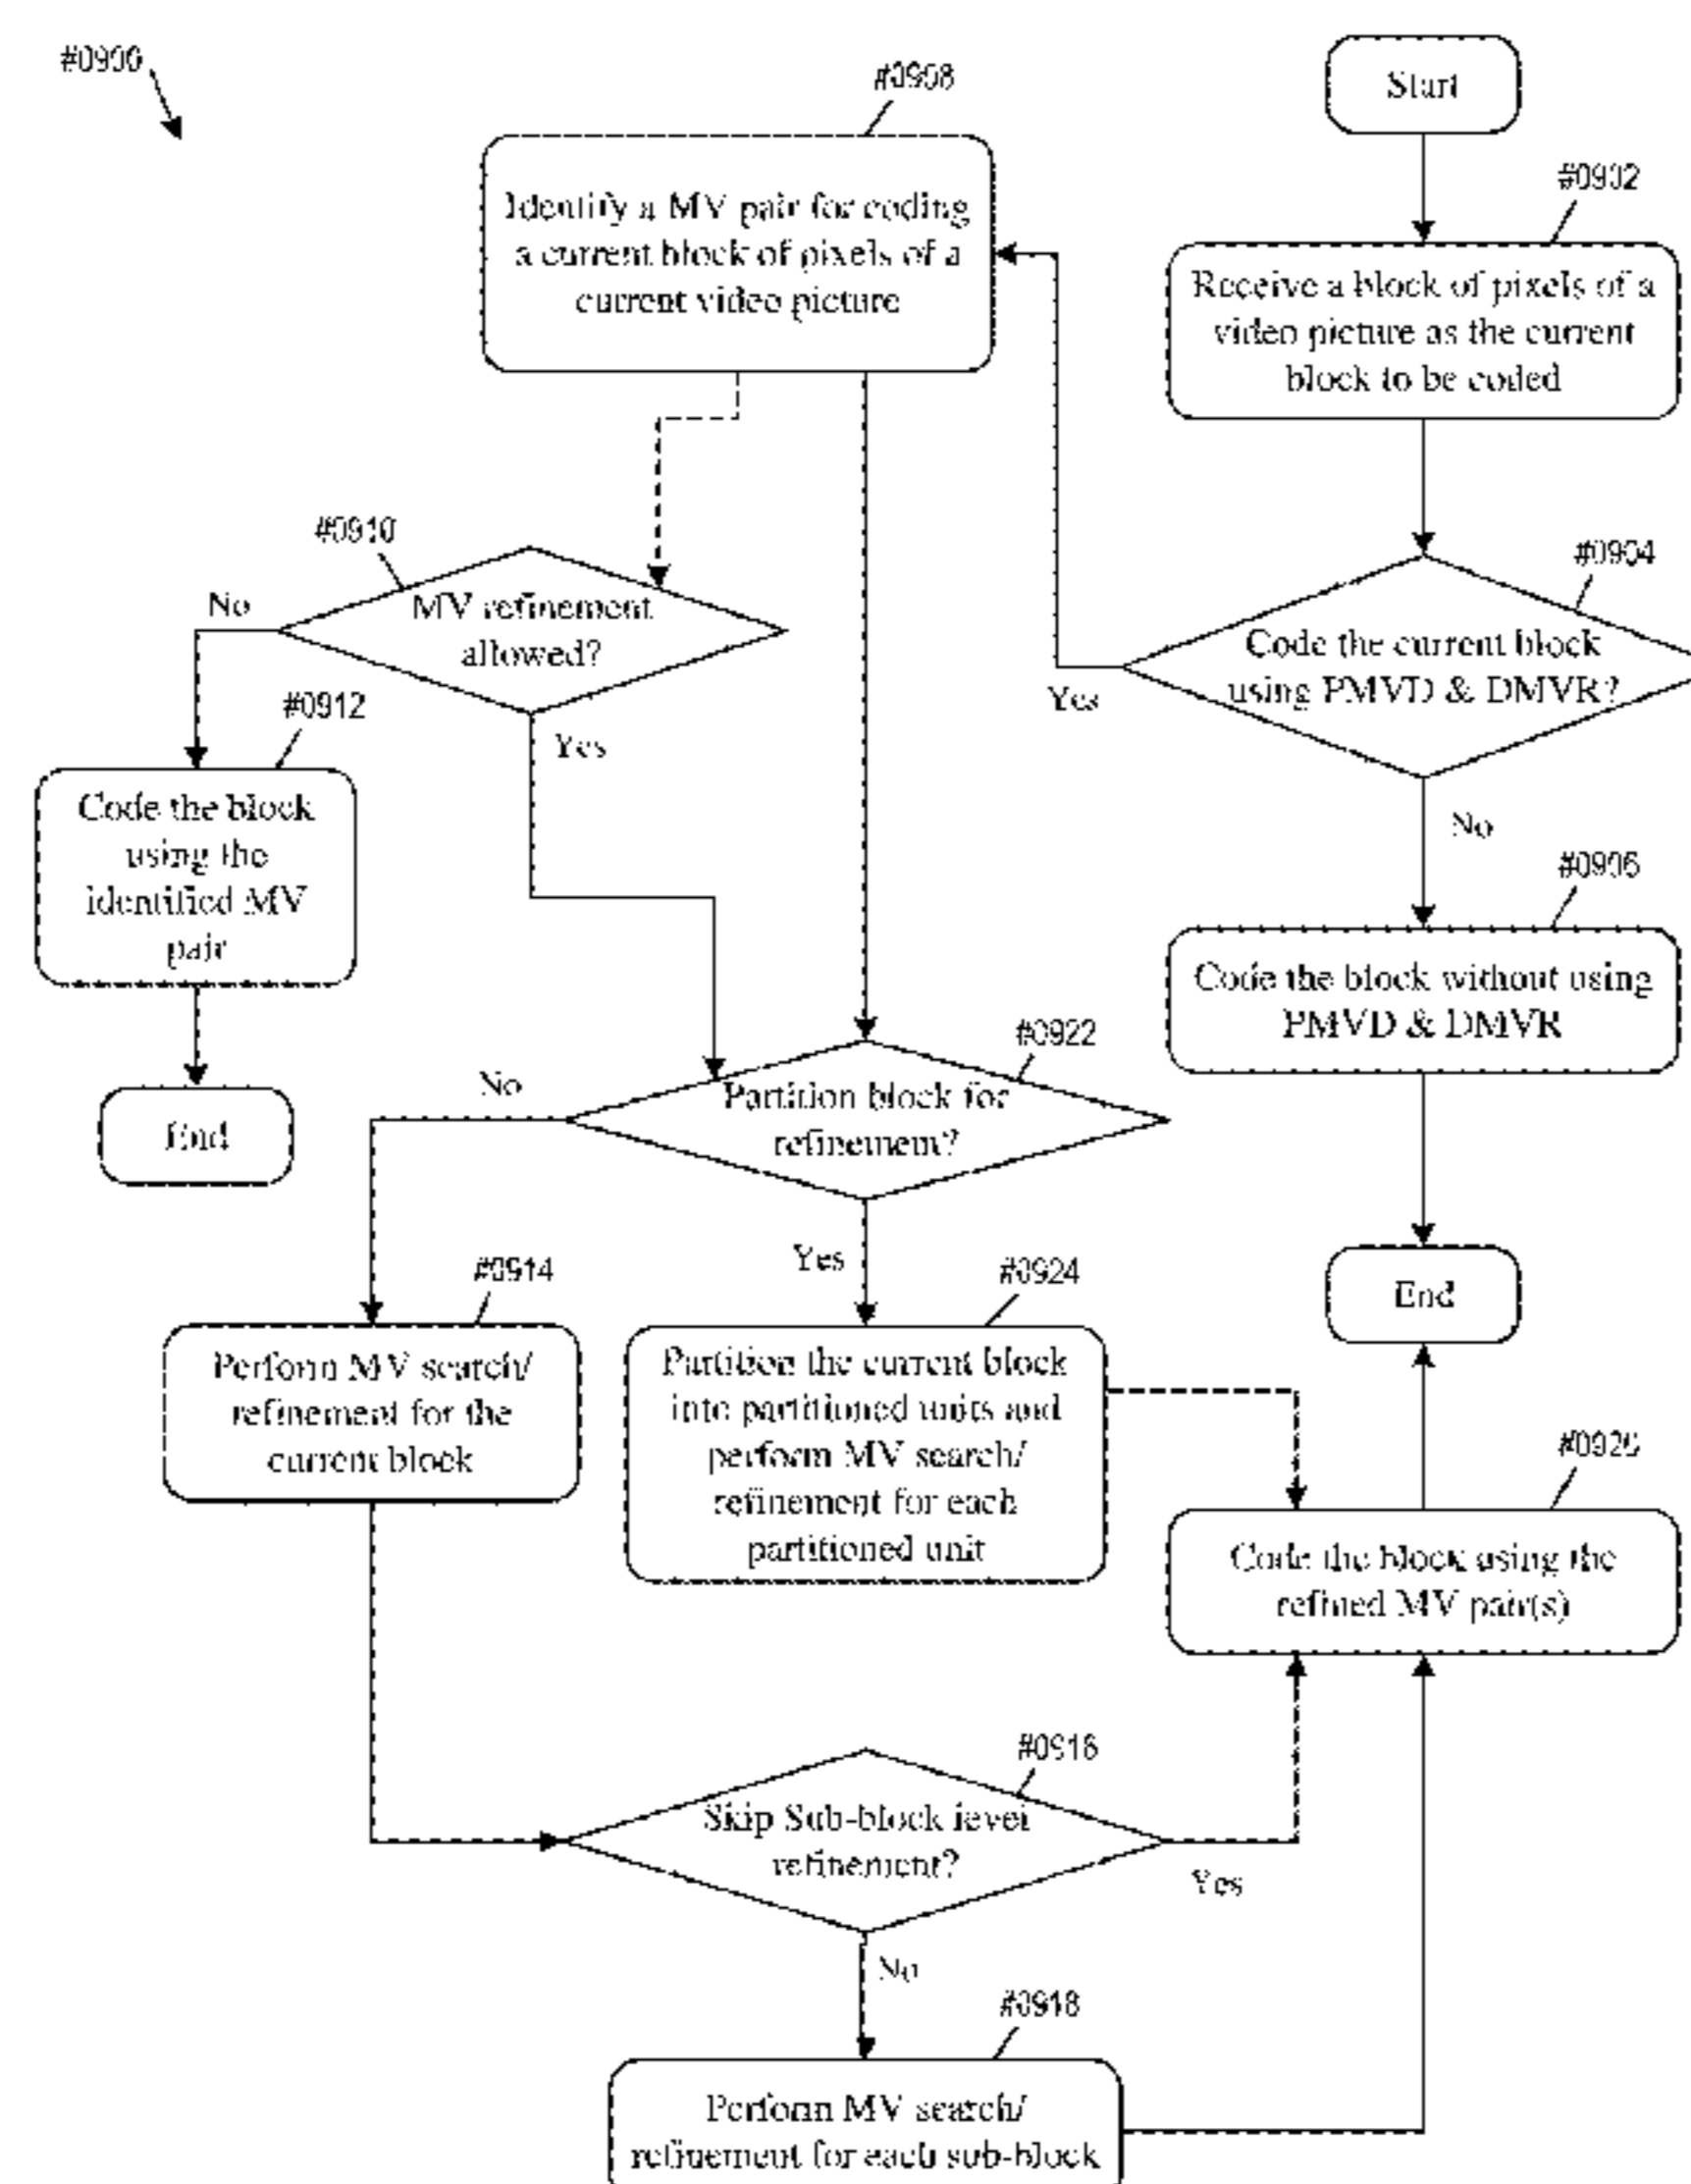 #0900
Start
#0902
Receive a block of pixels of a
video picture as the current
block to be coded
#0904
Code the current block
using PMVD & DMVR?
Yes
No
#0906
Code the block without using
PMVD & DMVR
End
#0908
Identify a MV pair for coding
a current block of pixels of a
current video picture
#0910
MV refinement
allowed?
No
Yes
#0912
Code the block
using the
identified MV
pair
End
#0922
Partition block for
refinement?
No
Yes
#0914
Perform MV search/
refinement for the
current block
#0924
Partition the current block
into partitioned units and
perform MV search/
refinement for each
partitioned unit
#0920
Code the block using the
refined MV pair(s)
#0916
Skip Sub-block level
refinement?
Yes
No
#0918
Perform MV search/
refinement for each sub-block